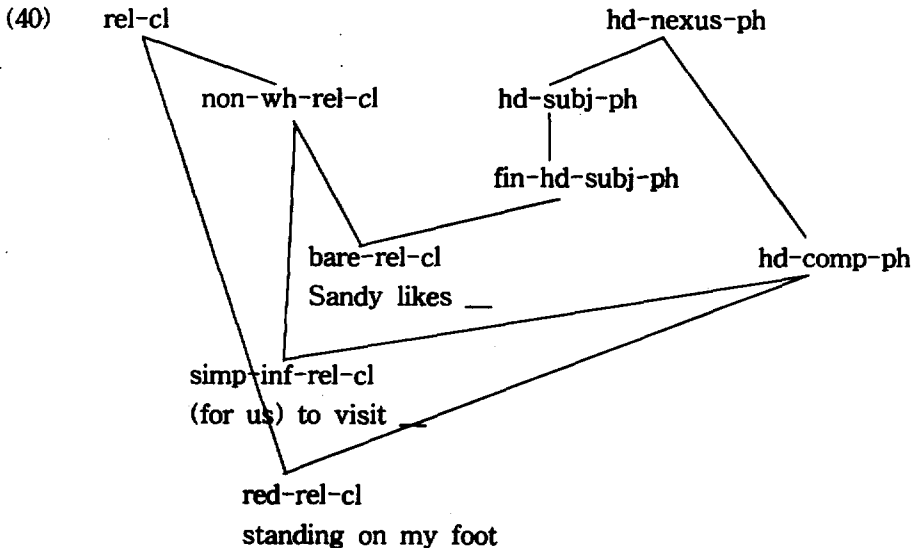 (40) rel-cl hd-nexus-ph
non-wh-rel-cl hd-subj-ph
fin-hd-subj-ph
bare-rel-cl hd-comp-ph
Sandy likes __
simp-inf-rel-cl
(for us) to visit __
red-rel-cl
standing on my foot